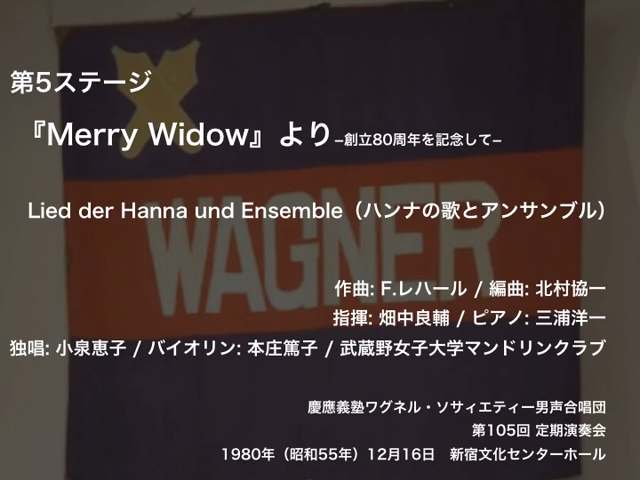 第5ステージ
『Merry Widow』より–創立80周年を記念して–
Lied der Hanna und Ensemble（ハンナの歌とアンサンブル）
WAGNER
作曲: F.レハール / 編曲: 北村協一
指揮: 畑中良輔 / ピアノ: 三浦洋一
独唱: 小泉恵子 / バイオリン: 本庄篤子 / 武蔵野女子大学マンドリンクラブ
慶應義塾ワグネル・ソサィエティー男声合唱団
第105回 定期演奏会
1980年（昭和55年）12月16日　新宿文化センターホール